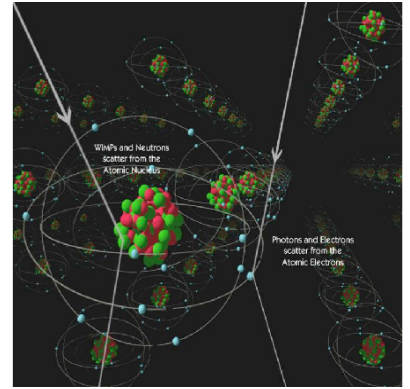 WIMPs and Neutrons
scatter from the
Atomic Nucleus
Photons and Electrons
scatter from the
Atomic Electrons